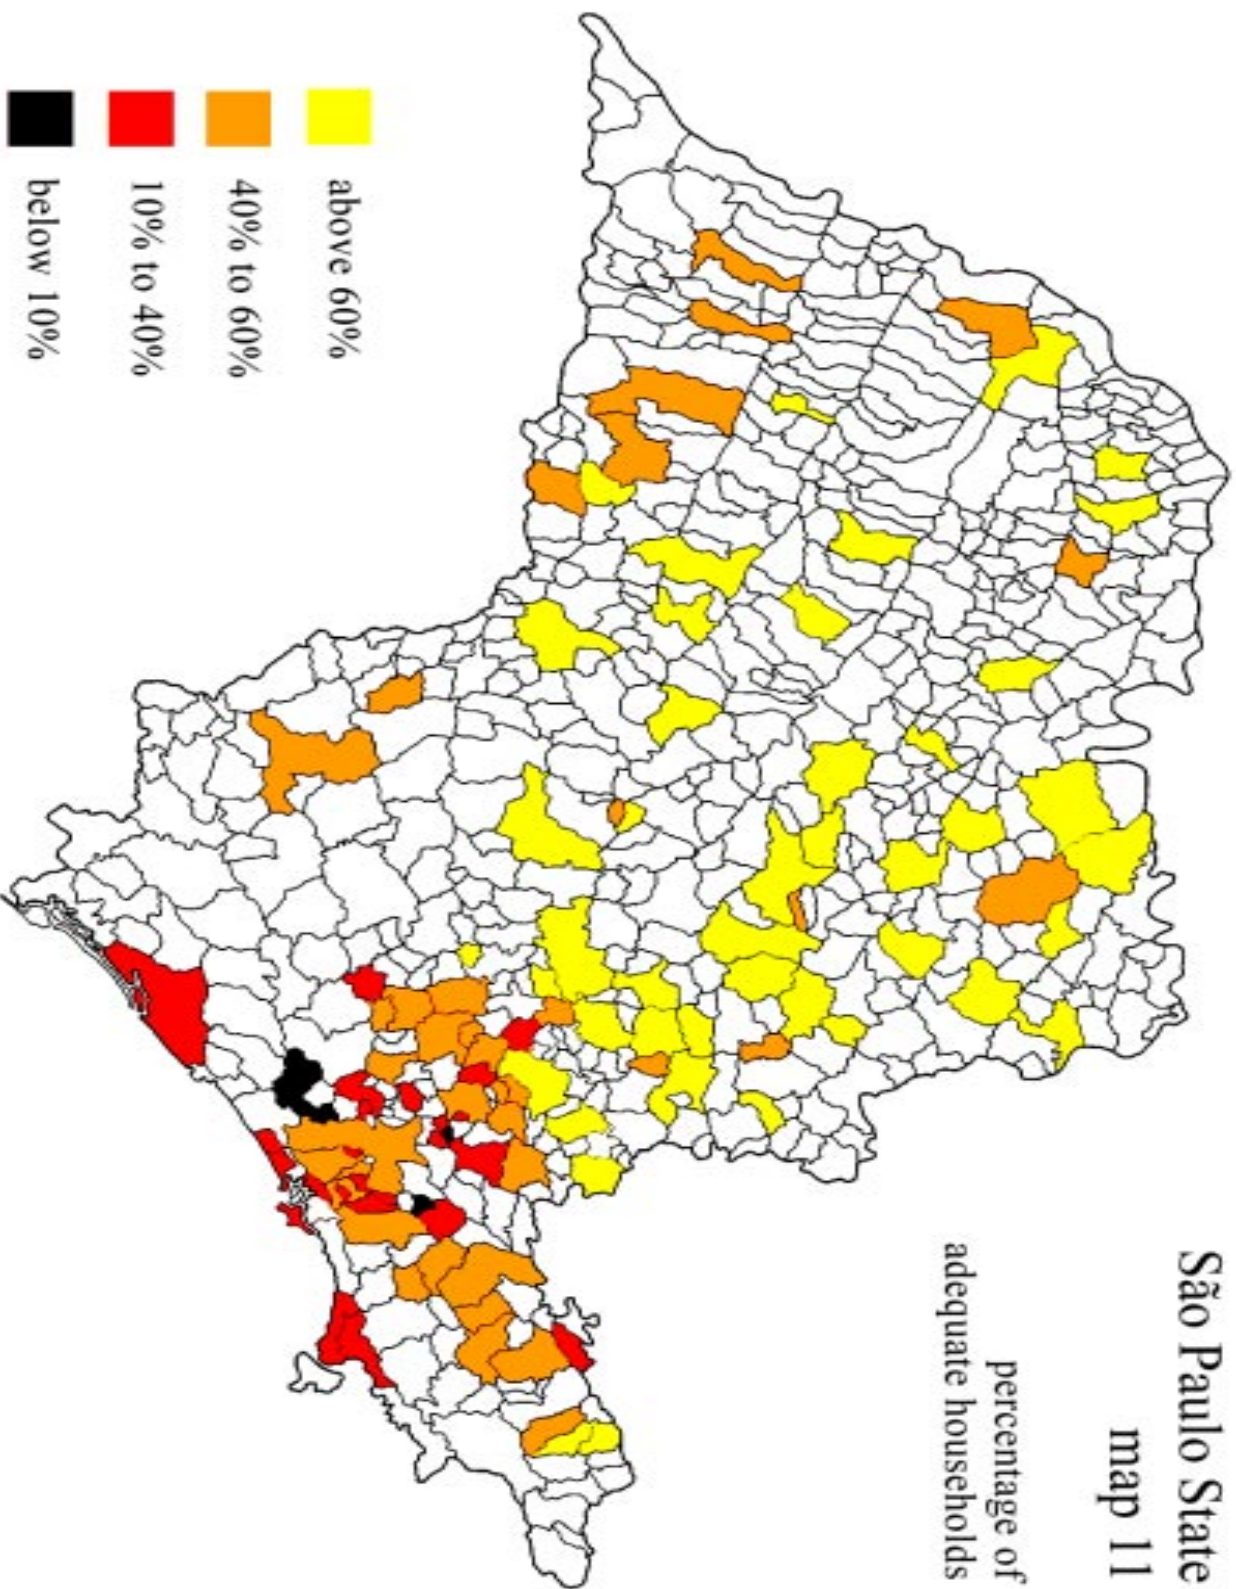 São Paulo State
map 11
percentage of
adequate households
above 60%
40% to 60%
10% to 40%
below 10%